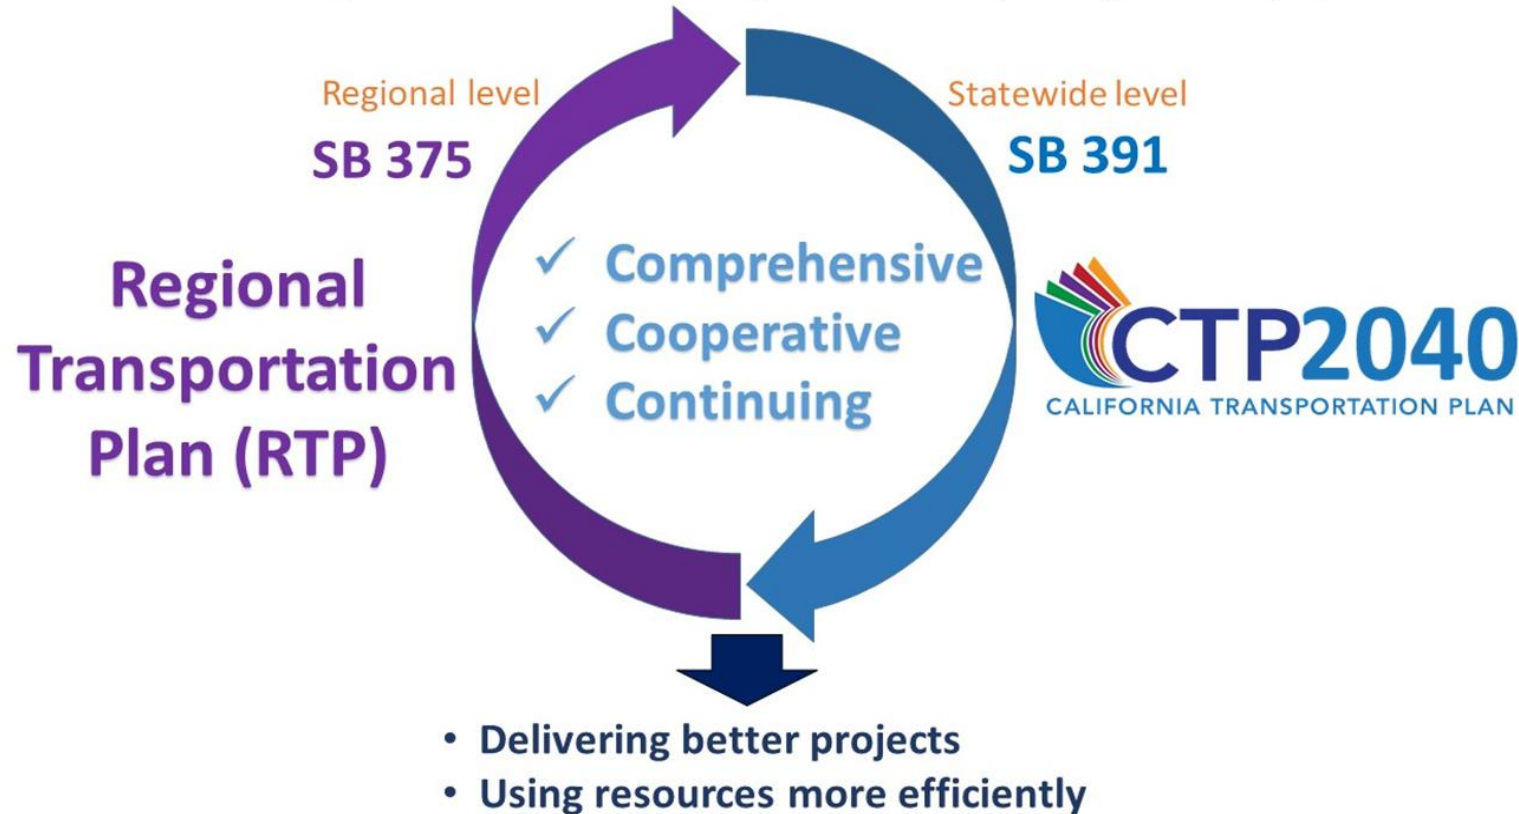 Regional level
SB 375
Statewide level
SB 391
Regional
Transportation
Plan (RTP)
✓ Comprehensive
✓ Cooperative
✓ Continuing
CTP2040
CALIFORNIA TRANSPORTATION PLAN
• Delivering better projects
• Using resources more efficiently